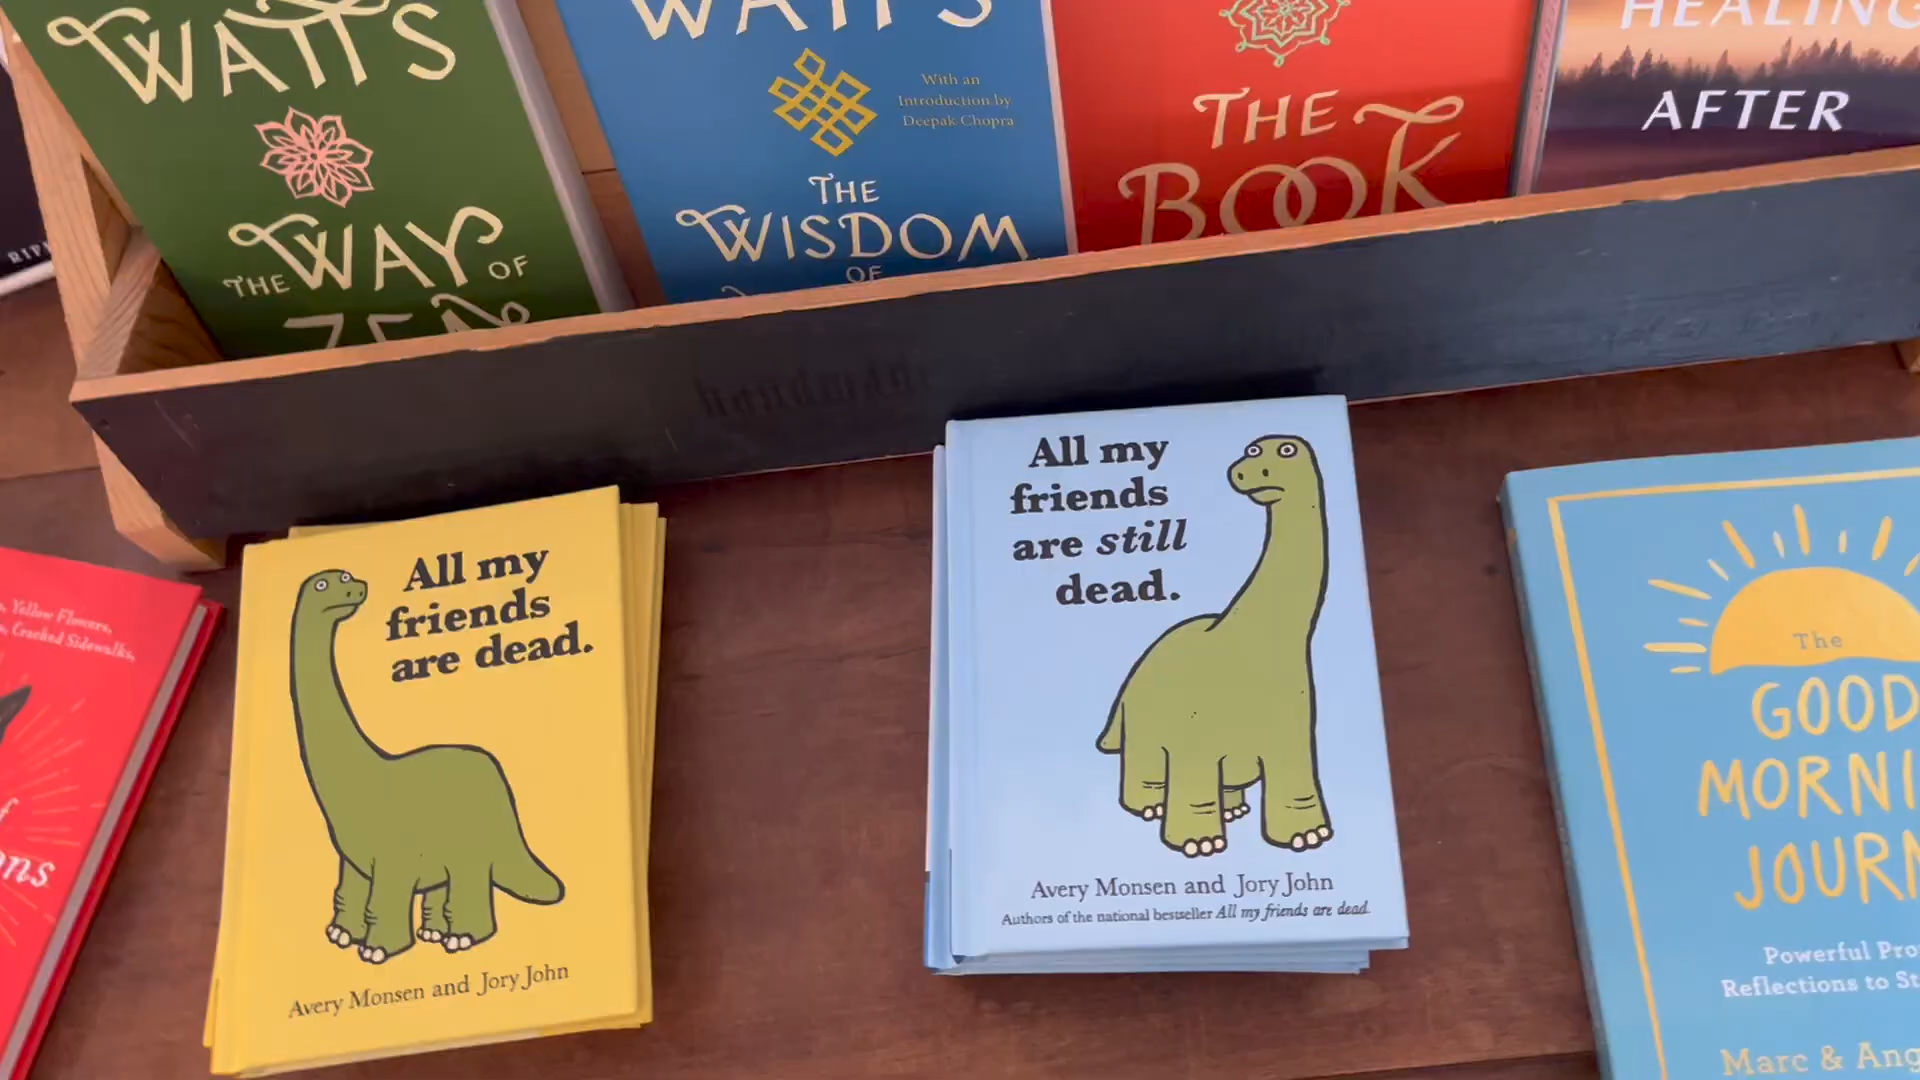 WATTS
THE WAY OF
ZEN
WATTS
With an
Introduction by
Deepak Chopra
THE
WISDOM
OF
THE
BOOK
HEALING
AFTER
Yellow Flowers,
Cracked Sidewalks,
All my
friends
are dead.
Avery Monsen and Jory John
All my
friends
are still
dead.
Avery Monsen and Jory John
Authors of the national bestseller All my friends are dead.
The
GOOD
MORNI
JOURN
Powerful Pro
Reflections to St
Marc & Ang